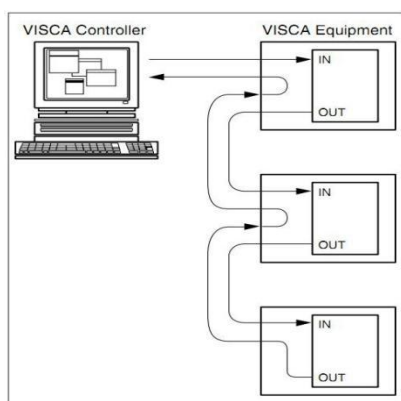 VISCA Controller
VISCA Equipment
IN
OUT
IN
OUT
IN
OUT